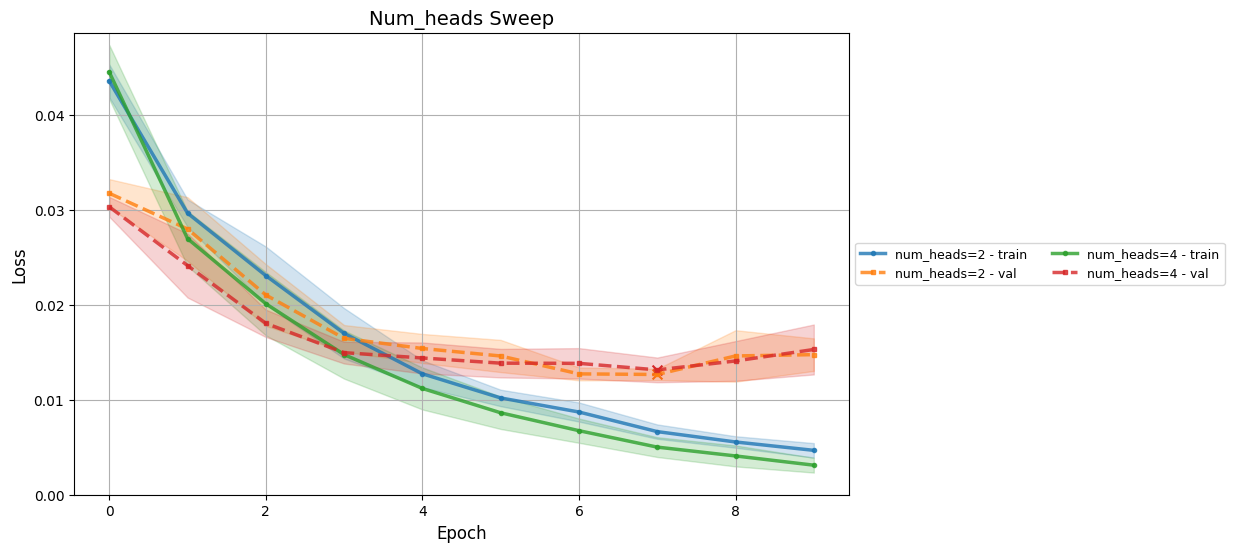 Num_heads Sweep
Loss
0.04
0.03
0.02
0.01
0.00
0 2 4 6 8
Epoch
num_heads=2 - train num_heads=4 - train
num_heads=2 - val num_heads=4 - val